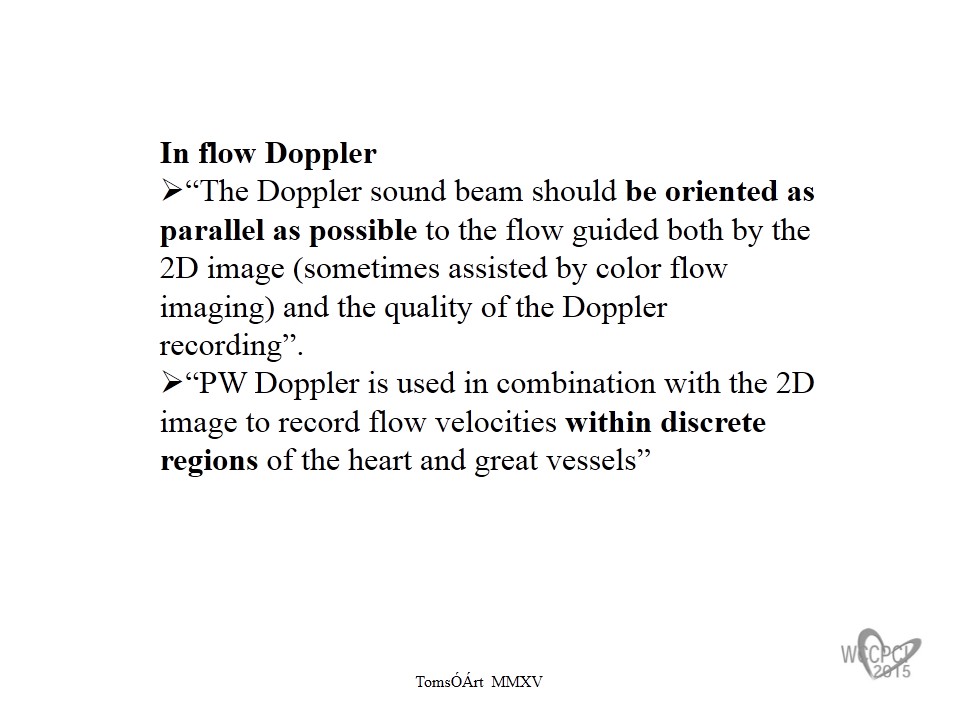 In flow Doppler
➢“The Doppler sound beam should be oriented as
parallel as possible to the flow guided both by the
2D image (sometimes assisted by color flow
imaging) and the quality of the Doppler
recording”.
➢“PW Doppler is used in combination with the 2D
image to record flow velocities within discrete
regions of the heart and great vessels”
WCCPCI
2015
TomsÓÁrt MMXV